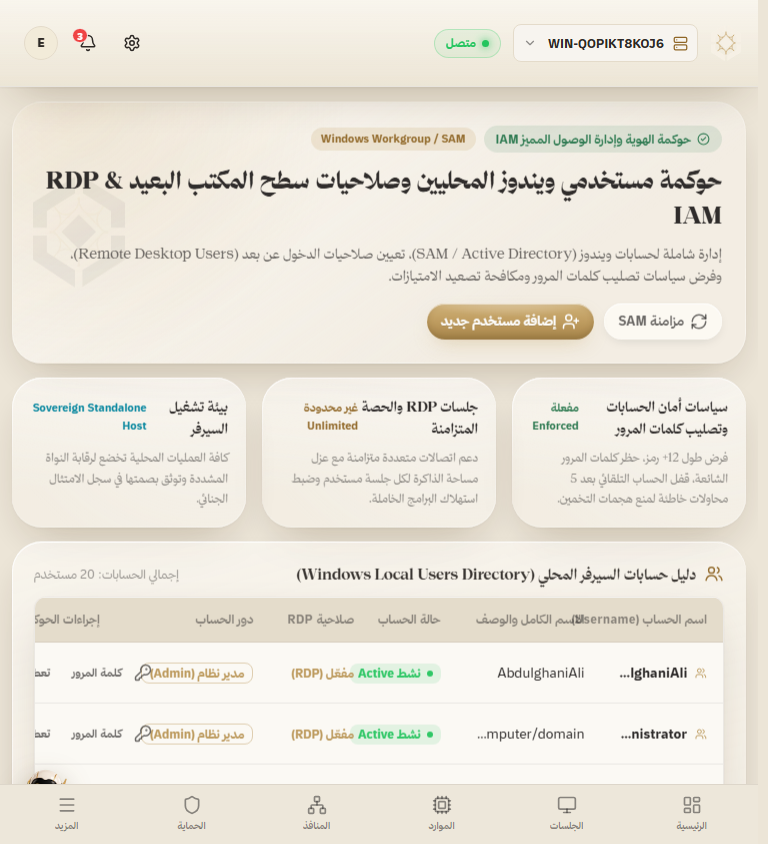 WIN-QOPIKT8KOJ6
متصل
3
E
حوكمة الهوية وإدارة الوصول المميز IAM
Windows Workgroup / SAM
حوكمة مستخدمي ويندوز المحليين وصلاحيات سطح المكتب البعيد RDP &
IAM
إدارة شاملة لحسابات ويندوز (SAM / Active Directory)، تعيين صلاحيات الدخول عن بعد (Remote Desktop Users)،
وفرض سياسات تصليب كلمات المرور ومكافحة تصعيد الامتيازات.
مزامنة SAM
إضافة مستخدم جديد
سياسات أمان الحسابات
وتصليب كلمات المرور
مفعلة
Enforced
فرض طول 12+ رمز، حظر كلمات المرور
الشائعة، قفل الحساب التلقائي بعد 5
محاولات خاطئة لمنع هجمات التخمين.
جلسات RDP والحصة
المتزامنة
غير محدودة
Unlimited
دعم اتصالات متعددة متزامنة مع عزل
مساحة الذاكرة لكل جلسة مستخدم وضبط
استهلاك البرامج الخاملة.
بيئة تشغيل
السيرفر
Sovereign Standalone
Host
كافة العمليات المحلية تخضع لرقابة النواة
المشددة وتوثق بصمتها في سجل الامتثال
الجنائي.
دليل حسابات السيرفر المحلي (Windows Local Users Directory)
إجمالي الحسابات: 20 مستخدم
اسم الحساب (Username) الاسم الكامل والوصف حالة الحساب صلاحية RDP دور الحساب إجراءات الحوك
...lghaniAli AbdulghaniAli نشط Active مفعّل (RDP) مدير نظام (Admin) كلمة المرور تعط
...nistrator ...mputer/domain نشط Active مفعّل (RDP) مدير نظام (Admin) كلمة المرور تعط
الرئيسية
الجلسات
الموارد
المنافذ
الحماية
المزيد